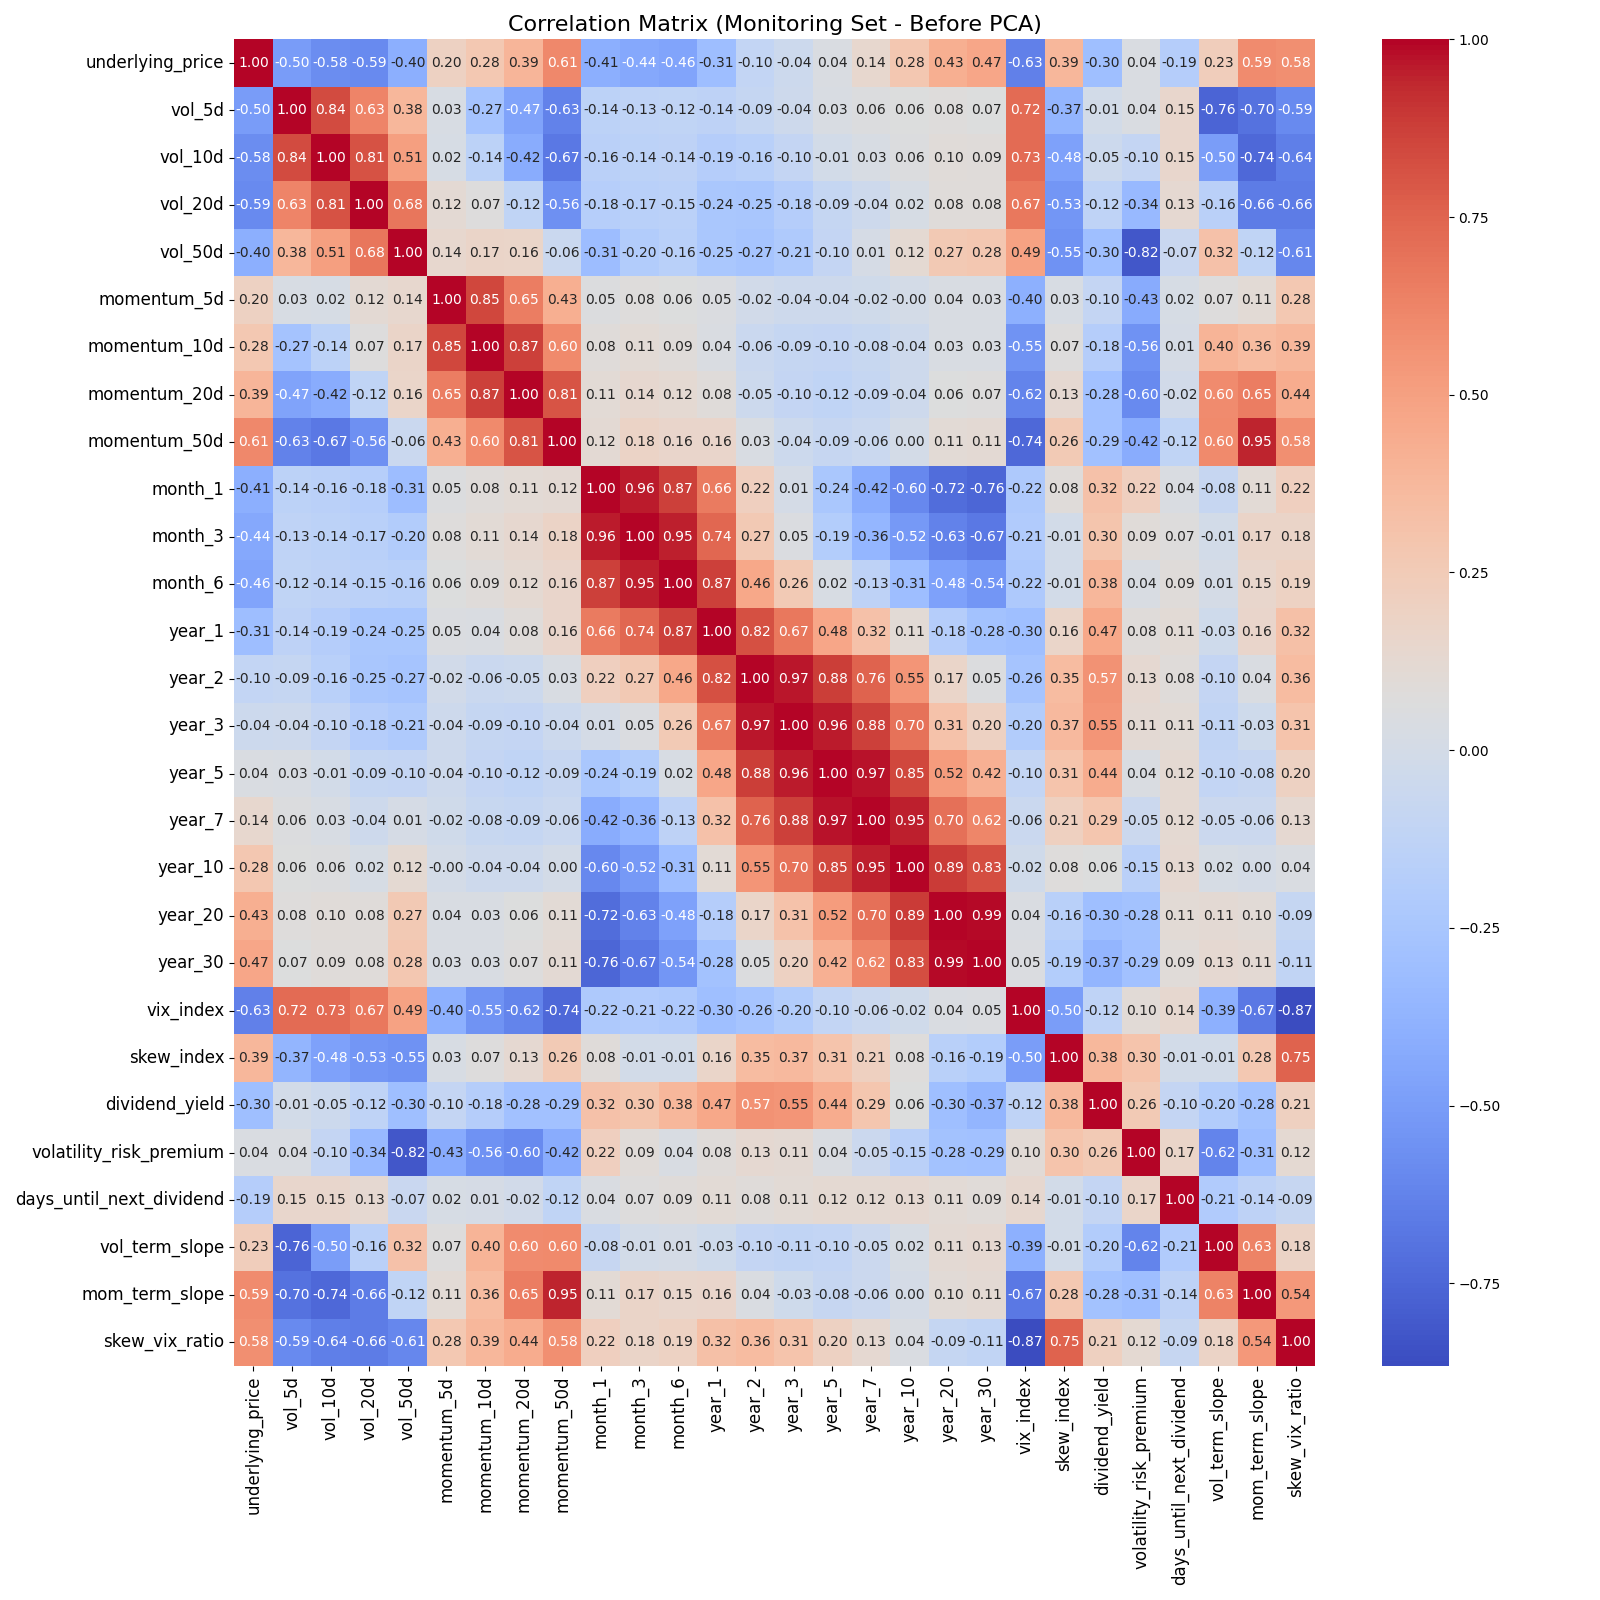 Correlation Matrix (Monitoring Set - Before PCA)
underlying_price 1.00 -0.50 -0.58 -0.59 -0.40 0.20 0.28 0.39 0.61 -0.41 -0.44 -0.46 -0.31 -0.10 -0.04 0.04 0.14 0.28 0.43 0.47 -0.63 0.39 -0.30 0.04 -0.19 0.23 0.59 0.58
vol_5d -0.50 1.00 0.84 0.63 0.38 0.03 -0.27 -0.47 -0.63 -0.14 -0.13 -0.12 -0.14 -0.09 -0.04 0.03 0.06 0.06 0.08 0.07 0.72 -0.37 -0.01 0.04 0.15 -0.76 -0.70 -0.59
vol_10d -0.58 0.84 1.00 0.81 0.51 0.02 -0.14 -0.42 -0.67 -0.16 -0.14 -0.14 -0.19 -0.16 -0.10 -0.01 0.03 0.06 0.10 0.09 0.73 -0.48 -0.05 -0.10 0.15 -0.50 -0.74 -0.64
vol_20d -0.59 0.63 0.81 1.00 0.68 0.12 0.07 -0.12 -0.56 -0.18 -0.17 -0.15 -0.24 -0.25 -0.18 -0.09 -0.04 0.02 0.08 0.08 0.67 -0.53 -0.12 -0.34 0.13 -0.16 -0.66 -0.66
vol_50d -0.40 0.38 0.51 0.68 1.00 0.14 0.17 0.16 -0.06 -0.31 -0.20 -0.16 -0.25 -0.27 -0.21 -0.10 0.01 0.12 0.27 0.28 0.49 -0.55 -0.30 -0.82 -0.07 0.32 -0.12 -0.61
momentum_5d 0.20 0.03 0.02 0.12 0.14 1.00 0.85 0.65 0.43 0.05 0.08 0.06 0.05 -0.02 -0.04 -0.04 -0.02 -0.00 0.04 0.03 -0.40 0.03 -0.10 -0.43 0.02 0.07 0.11 0.28
momentum_10d 0.28 -0.27 -0.14 0.07 0.17 0.85 1.00 0.87 0.60 0.08 0.11 0.09 0.04 -0.06 -0.09 -0.10 -0.08 -0.04 0.03 0.03 -0.55 0.07 -0.18 -0.56 0.01 0.40 0.36 0.39
momentum_20d 0.39 -0.47 -0.42 -0.12 0.16 0.65 0.87 1.00 0.81 0.11 0.14 0.12 0.08 -0.05 -0.10 -0.12 -0.09 -0.04 0.06 0.07 -0.62 0.13 -0.28 -0.60 -0.02 0.60 0.65 0.44
momentum_50d 0.61 -0.63 -0.67 -0.56 -0.06 0.43 0.60 0.81 1.00 0.12 0.18 0.16 0.16 0.03 -0.04 -0.09 -0.06 0.00 0.11 0.11 -0.74 0.26 -0.29 -0.42 -0.12 0.60 0.95 0.58
month_1 -0.41 -0.14 -0.16 -0.18 -0.31 0.05 0.08 0.11 0.12 1.00 0.96 0.87 0.66 0.22 0.01 -0.24 -0.42 -0.60 -0.72 -0.76 -0.22 0.08 0.32 0.22 0.04 -0.08 0.11 0.22
month_3 -0.44 -0.13 -0.14 -0.17 -0.20 0.08 0.11 0.14 0.18 0.96 1.00 0.95 0.74 0.27 0.05 -0.19 -0.36 -0.52 -0.63 -0.67 -0.21 -0.01 0.30 0.09 0.07 -0.01 0.17 0.18
month_6 -0.46 -0.12 -0.14 -0.15 -0.16 0.06 0.09 0.12 0.16 0.87 0.95 1.00 0.87 0.46 0.26 0.02 -0.13 -0.31 -0.48 -0.54 -0.22 -0.01 0.38 0.04 0.09 0.01 0.15 0.19
year_1 -0.31 -0.14 -0.19 -0.24 -0.25 0.05 0.04 0.08 0.16 0.66 0.74 0.87 1.00 0.82 0.67 0.48 0.32 0.11 -0.18 -0.28 -0.30 0.16 0.47 0.08 0.11 -0.03 0.16 0.32
year_2 -0.10 -0.09 -0.16 -0.25 -0.27 -0.02 -0.06 -0.05 0.03 0.22 0.27 0.46 0.82 1.00 0.97 0.88 0.76 0.55 0.17 0.05 -0.26 0.35 0.57 0.13 0.08 -0.10 0.04 0.36
year_3 -0.04 -0.04 -0.10 -0.18 -0.21 -0.04 -0.09 -0.10 -0.04 0.01 0.05 0.26 0.67 0.97 1.00 0.96 0.88 0.70 0.31 0.20 -0.20 0.37 0.55 0.11 0.11 -0.11 -0.03 0.31
year_5 0.04 0.03 -0.01 -0.09 -0.10 -0.04 -0.10 -0.12 -0.09 -0.24 -0.19 0.02 0.48 0.88 0.96 1.00 0.97 0.85 0.52 0.42 -0.10 0.31 0.44 0.04 0.12 -0.10 -0.08 0.20
year_7 0.14 0.06 0.03 -0.04 0.01 -0.02 -0.08 -0.09 -0.06 -0.42 -0.36 -0.13 0.32 0.76 0.88 0.97 1.00 0.95 0.70 0.62 -0.06 0.21 0.29 -0.05 0.12 -0.05 -0.06 0.13
year_10 0.28 0.06 0.06 0.02 0.12 -0.00 -0.04 -0.04 0.00 -0.60 -0.52 -0.31 0.11 0.55 0.70 0.85 0.95 1.00 0.89 0.83 -0.02 0.08 0.06 -0.15 0.13 0.02 0.00 0.04
year_20 0.43 0.08 0.10 0.08 0.27 0.04 0.03 0.06 0.11 -0.72 -0.63 -0.48 -0.18 0.17 0.31 0.52 0.70 0.89 1.00 0.99 0.04 -0.16 -0.30 -0.28 0.11 0.11 0.10 -0.09
year_30 0.47 0.07 0.09 0.08 0.28 0.03 0.03 0.07 0.11 -0.76 -0.67 -0.54 -0.28 0.05 0.20 0.42 0.62 0.83 0.99 1.00 0.05 -0.19 -0.37 -0.29 0.09 0.13 0.11 -0.11
vix_index -0.63 0.72 0.73 0.67 0.49 -0.40 -0.55 -0.62 -0.74 -0.22 -0.21 -0.22 -0.30 -0.26 -0.20 -0.10 -0.06 -0.02 0.04 0.05 1.00 -0.50 -0.12 0.10 0.14 -0.39 -0.67 -0.87
skew_index 0.39 -0.37 -0.48 -0.53 -0.55 0.03 0.07 0.13 0.26 0.08 -0.01 -0.01 0.16 0.35 0.37 0.31 0.21 0.08 -0.16 -0.19 -0.50 1.00 0.38 0.30 -0.01 -0.01 0.28 0.75
dividend_yield -0.30 -0.01 -0.05 -0.12 -0.30 -0.10 -0.18 -0.28 -0.29 0.32 0.30 0.38 0.47 0.57 0.55 0.44 0.29 0.06 -0.30 -0.37 -0.12 0.38 1.00 0.26 -0.10 -0.20 -0.28 0.21
volatility_risk_premium 0.04 0.04 -0.10 -0.34 -0.82 -0.43 -0.56 -0.60 -0.42 0.22 0.09 0.04 0.08 0.13 0.11 0.04 -0.05 -0.15 -0.28 -0.29 0.10 0.30 0.26 1.00 0.17 -0.62 -0.31 0.12
days_until_next_dividend -0.19 0.15 0.15 0.13 -0.07 0.02 0.01 -0.02 -0.12 0.04 0.07 0.09 0.11 0.08 0.11 0.12 0.12 0.13 0.11 0.09 0.14 -0.01 -0.10 0.17 1.00 -0.21 -0.14 -0.09
vol_term_slope 0.23 -0.76 -0.50 -0.16 0.32 0.07 0.40 0.60 0.60 -0.08 -0.01 0.01 -0.03 -0.10 -0.11 -0.10 -0.05 0.02 0.11 0.13 -0.39 -0.01 -0.20 -0.62 -0.21 1.00 0.63 0.18
mom_term_slope 0.59 -0.70 -0.74 -0.66 -0.12 0.11 0.36 0.65 0.95 0.11 0.17 0.15 0.16 0.04 -0.03 -0.08 -0.06 0.00 0.10 0.11 -0.67 0.28 -0.28 -0.31 -0.14 0.63 1.00 0.54
skew_vix_ratio 0.58 -0.59 -0.64 -0.66 -0.61 0.28 0.39 0.44 0.58 0.22 0.18 0.19 0.32 0.36 0.31 0.20 0.13 0.04 -0.09 -0.11 -0.87 0.75 0.21 0.12 -0.09 0.18 0.54 1.00
underlying_price
vol_5d
vol_10d
vol_20d
vol_50d
momentum_5d
momentum_10d
momentum_20d
momentum_50d
month_1
month_3
month_6
year_1
year_2
year_3
year_5
year_7
year_10
year_20
year_30
vix_index
skew_index
dividend_yield
volatility_risk_premium
days_until_next_dividend
vol_term_slope
mom_term_slope
skew_vix_ratio
1.00
0.75
0.50
0.25
0.00
−0.25
−0.50
−0.75